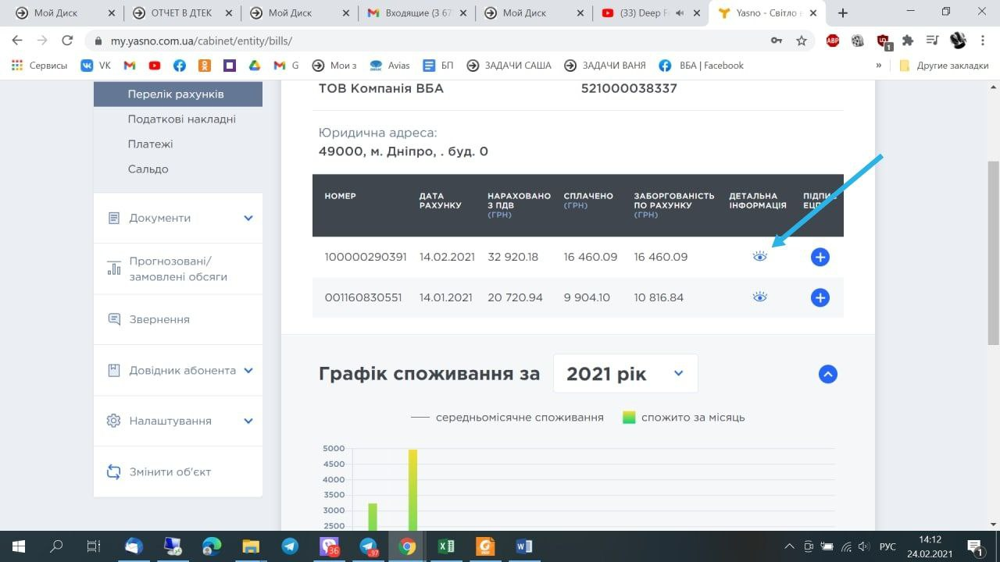 Мой Диск
ОТЧЕТВ ДТЕК
Мой Диск
Входящие (3 67
Мой Диск
(33) Deep F
Yasno - Світло
my.yasno.com.ua/cabinet/entity/bills/
ABP
1
Сервисы
VK
G
Мои з
Avias
БП
ЗАДАЧИ САША
ЗАДАЧИ ВАНЯ
ВБА | Facebook
»
Другие закладки
Перелік рахунків
Податкові накладні
Платежі
Сальдо
Документи
Прогнозовані/
замовлені обсяги
Звернення
Довідник абонента
Налаштування
Змінити об'єкт
ТОВ Компанія ВБА
521000038337
Юридична адреса:
49000, м. Дніпро, . буд. 0
НОМЕР
ДАТА
РАХУНКУ
НАРАХОВАНО
З ПДВ
(ГРН)
СПЛАЧЕНО
(ГРН)
ЗАБОРГОВАНІСТЬ
ПО РАХУНКУ
(ГРН)
ДЕТАЛЬНА
ІНФОРМАЦІЯ
100000290391 14.02.2021 32 920.18 16 460.09 16 460.09
001160830551 14.01.2021 20 720.94 9 904.10 10 816.84
Графік споживання за
2021 рік
середньомісячне споживання
спожито за місяць
5000
4500
4000
3500
3000
2500
36
97
РУС
14:12
24.02.2021
1